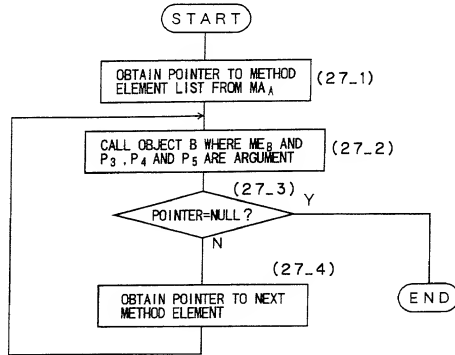 START
OBTAIN POINTER TO METHOD
ELEMENT LIST FROM MA_A
(27_1)
CALL OBJECT B WHERE ME_B AND
P_3, P_4 AND P_5 ARE ARGUMENT
(27_2)
(27_3)
POINTER=NULL?
Y
N
(27_4)
OBTAIN POINTER TO NEXT
METHOD ELEMENT
END